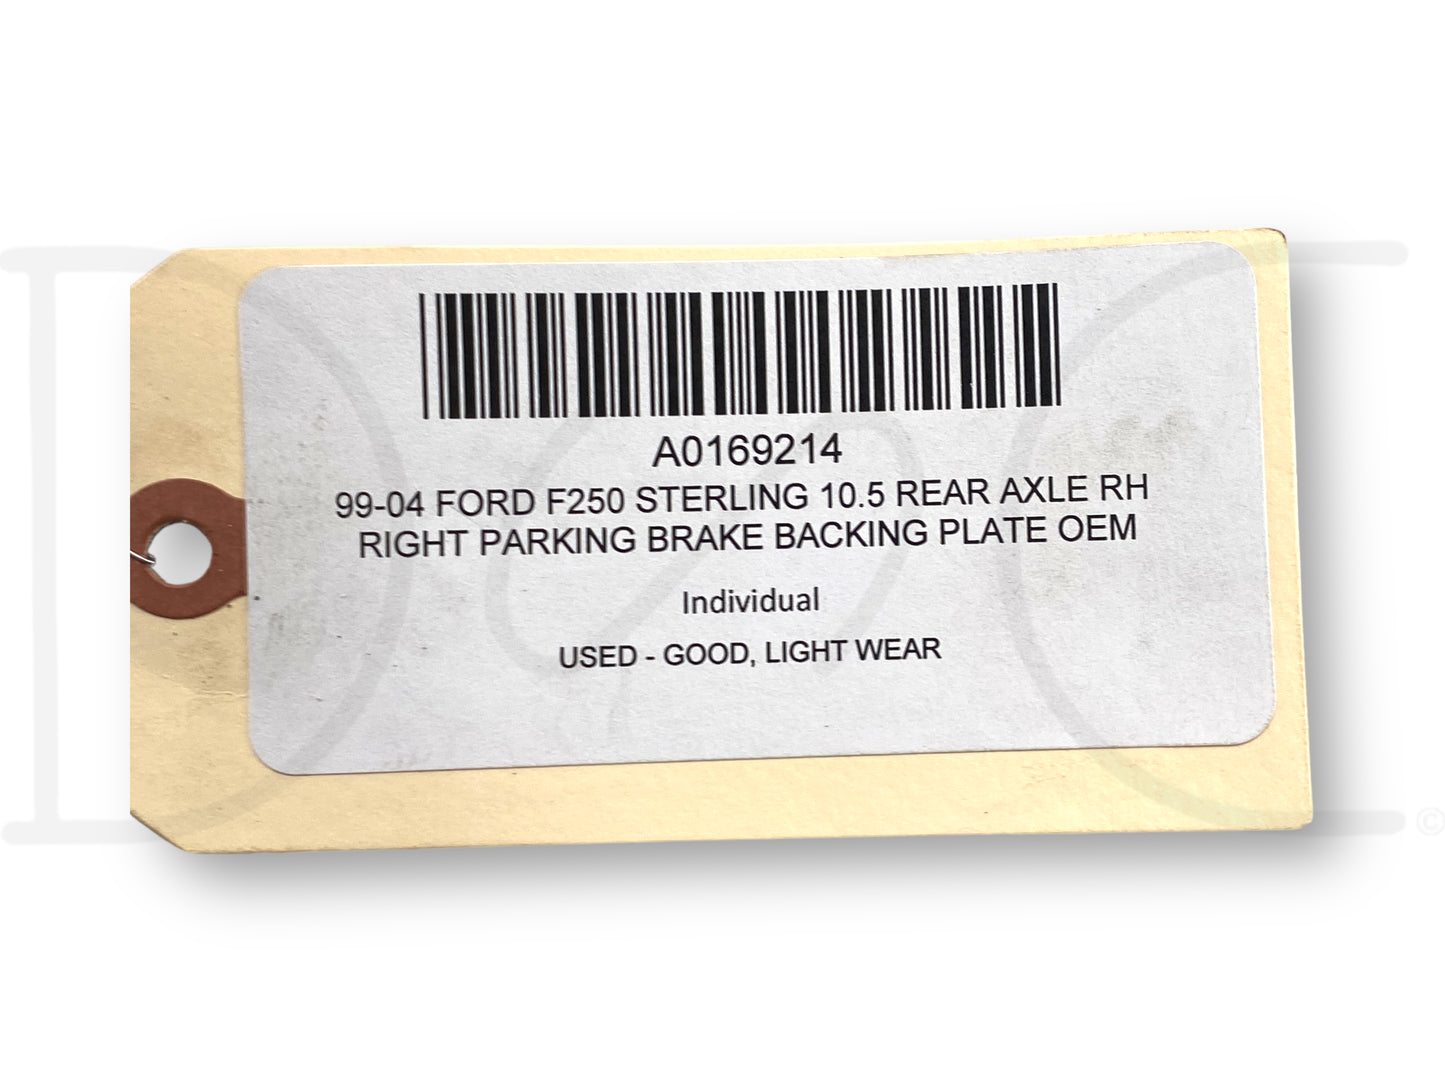 A0169214
99-04 FORD F250 STERLING 10.5 REAR AXLE RH
RIGHT PARKING BRAKE BACKING PLATE OEM
Individual
USED - GOOD, LIGHT WEAR
©